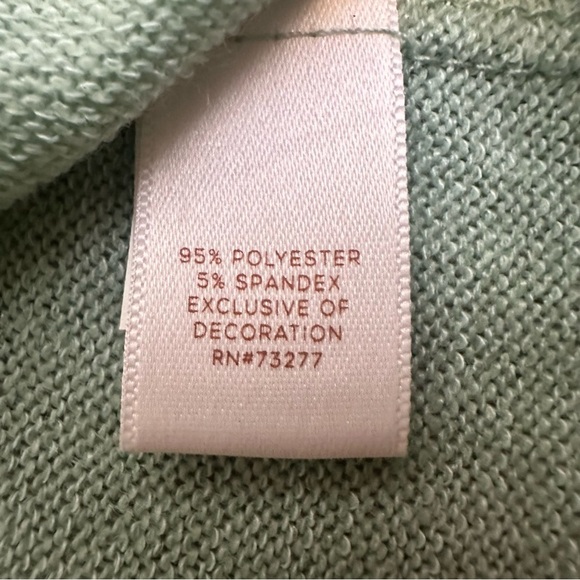 95% POLYESTER
5% SPANDEX
EXCLUSIVE OF
DECORATION
RN#73277